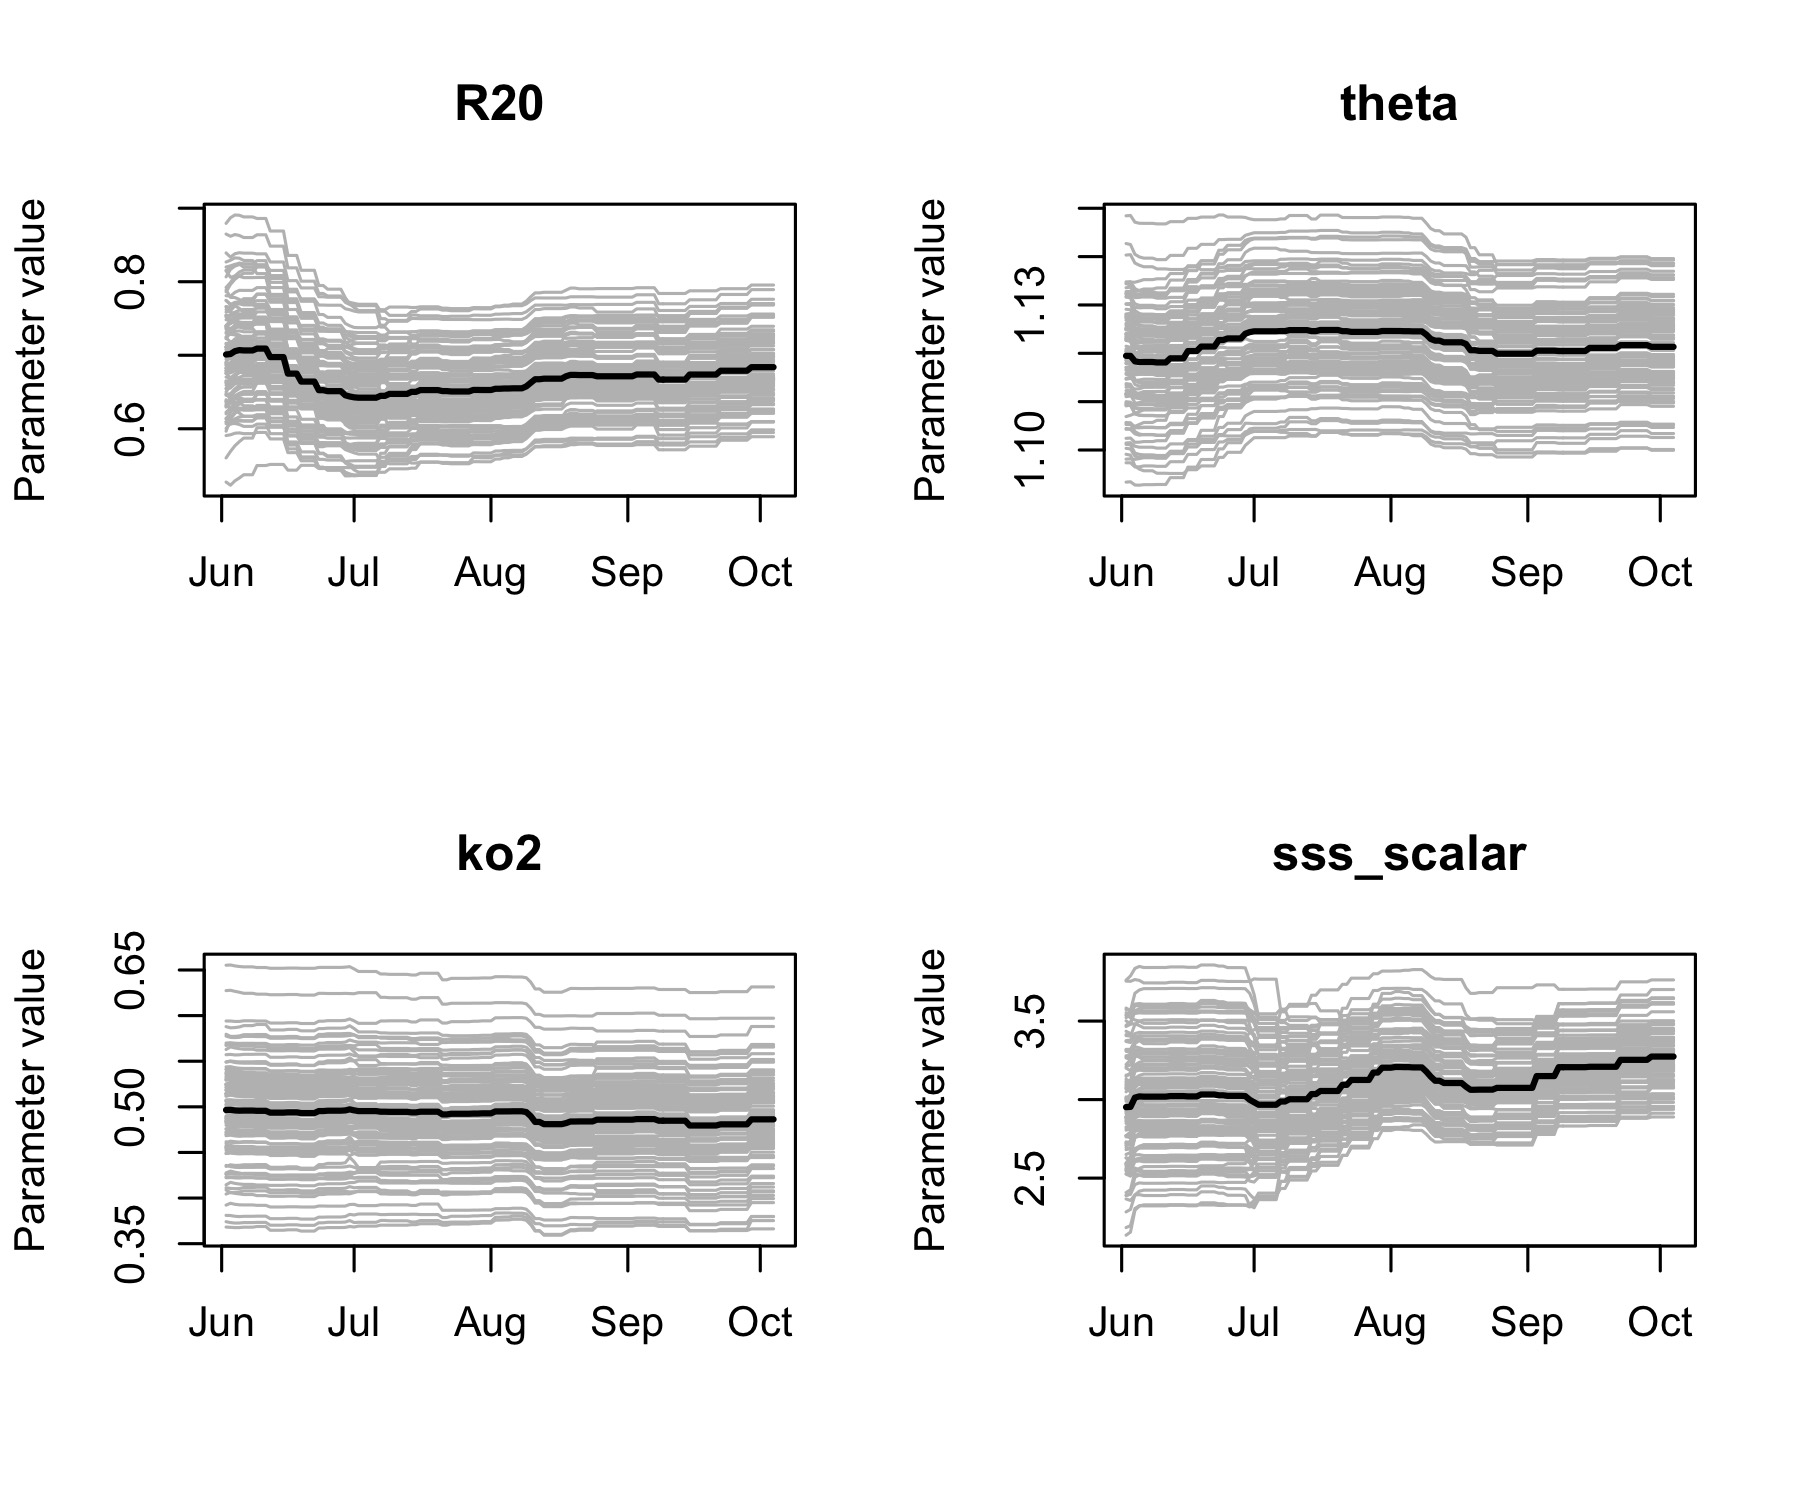 R20
Parameter value
0.8
0.6
Jun Jul Aug Sep Oct
theta
Parameter value
1.13
1.10
Jun Jul Aug Sep Oct
ko2
Parameter value
0.65
0.50
0.35
Jun Jul Aug Sep Oct
sss_scalar
Parameter value
3.5
2.5
Jun Jul Aug Sep Oct